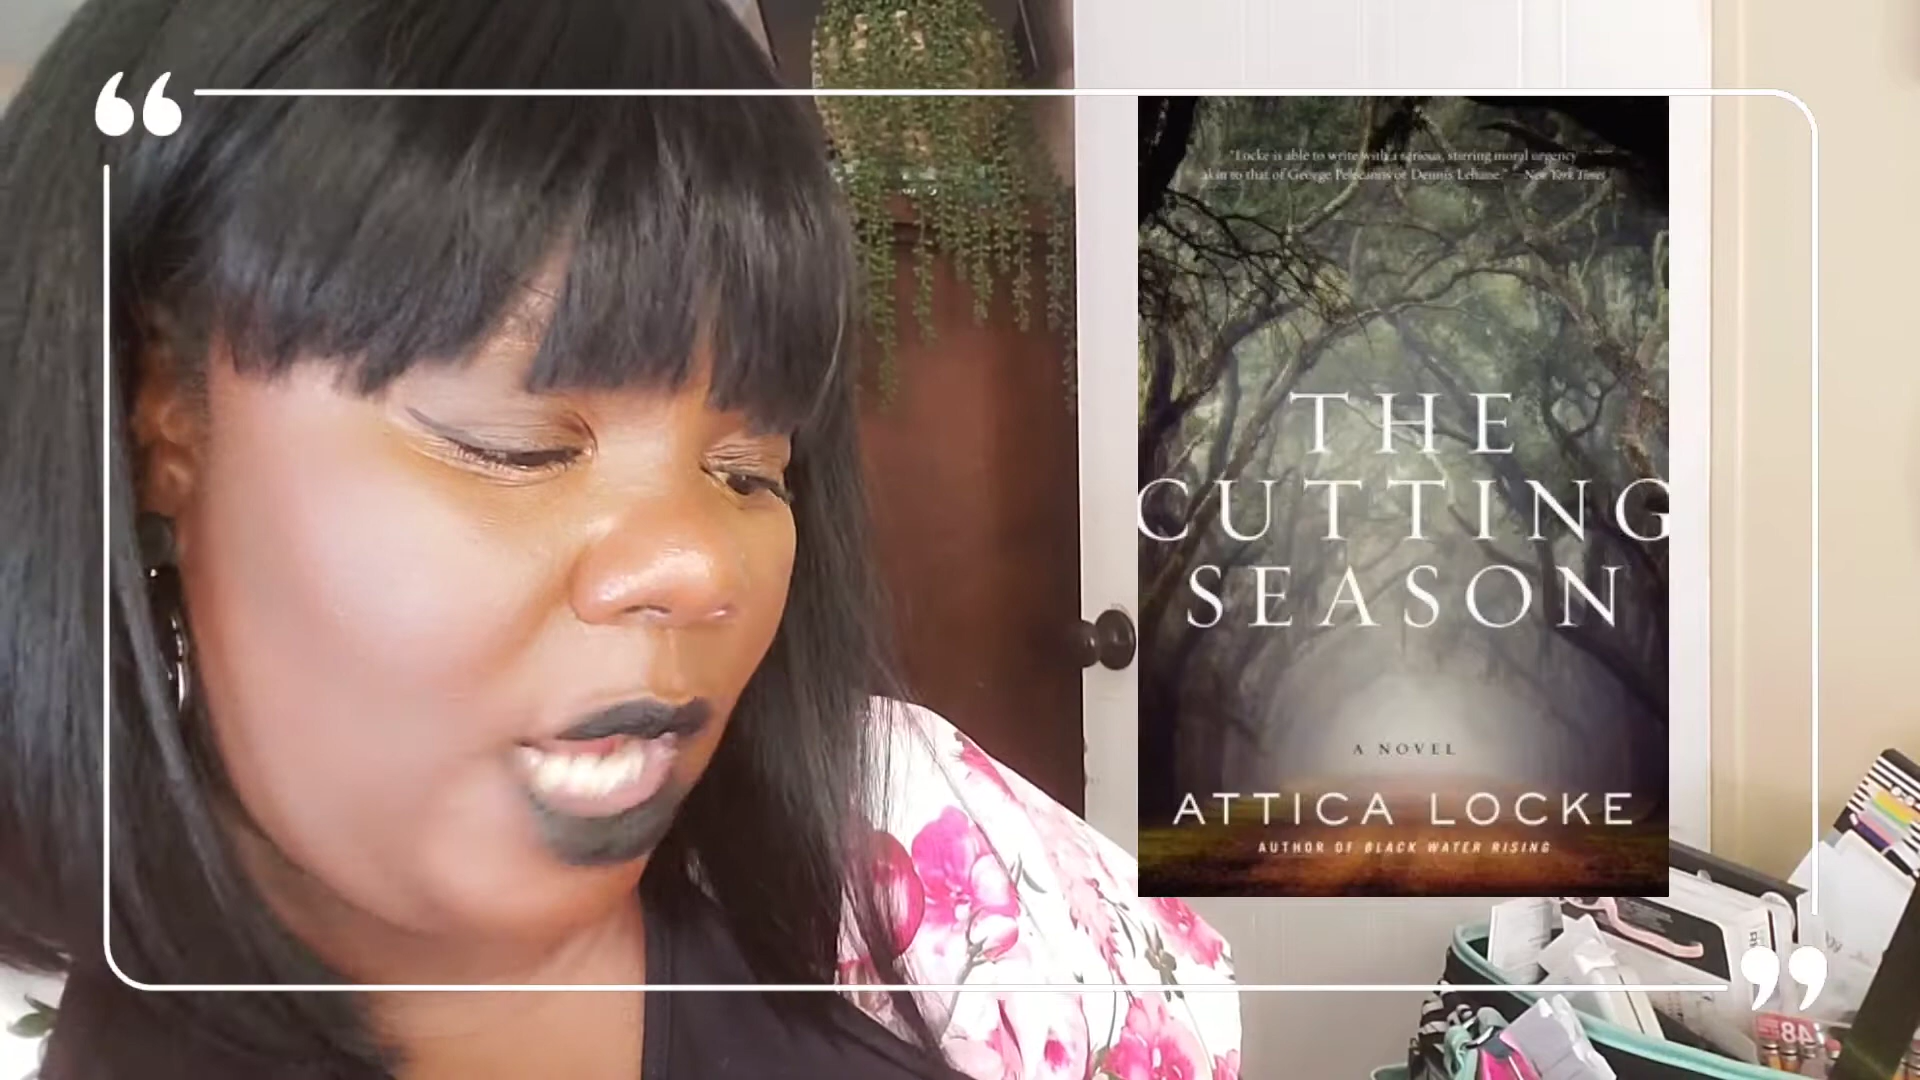 “Locke is able to write with a serious, stirring moral urgency
akin to that of George Pelecanos or Dennis Lehane.” —New York Times
THE
CUTTING
SEASON
A NOVEL
ATTICA LOCKE
AUTHOR OF BLACK WATER RISING
48